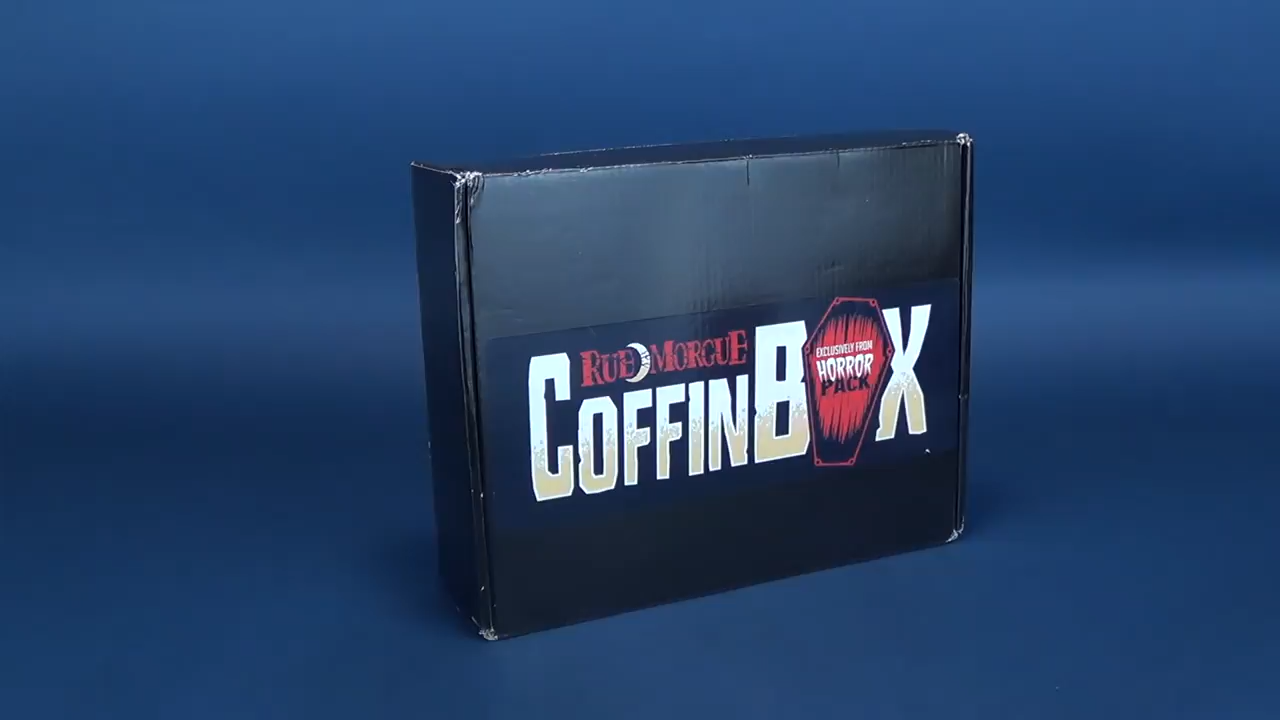 RUE MORGUE
COFFINBOX
EXCLUSIVELY FROM
HORROR
PACK